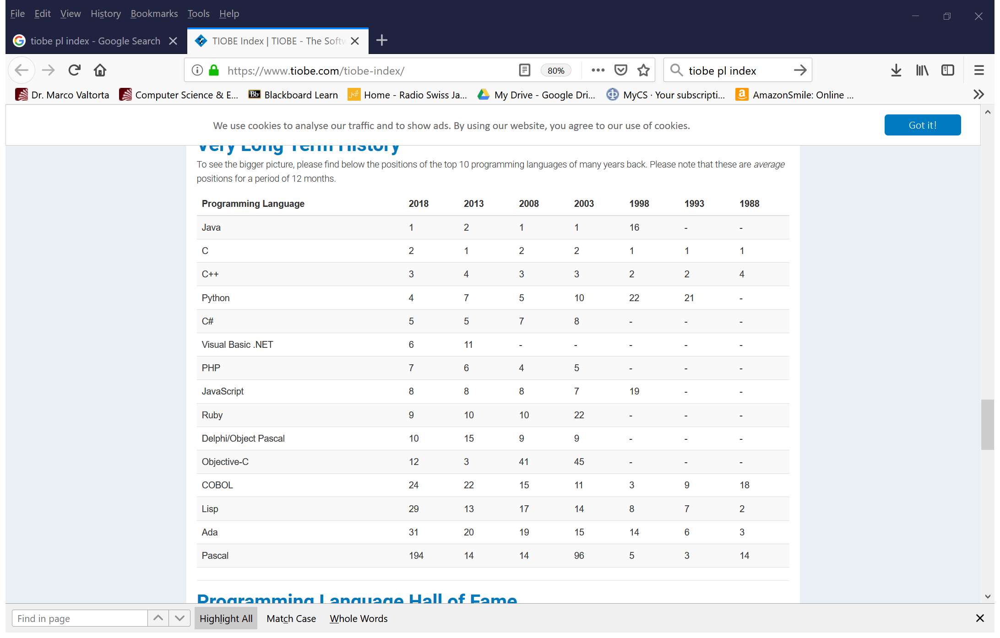 File Edit View History Bookmarks Tools Help
tiobe pl index - Google Search TIOBE Index | TIOBE - The Softw
https://www.tiobe.com/tiobe-index/ 80% tiobe pl index
Dr. Marco Valtorta Computer Science & E... Bb Blackboard Learn Home - Radio Swiss Ja... My Drive - Google Dri... MyCS · Your subscripti... AmazonSmile: Online ...
We use cookies to analyse our traffic and to show ads. By using our website, you agree to our use of cookies. Got it!
Very Long Term History
To see the bigger picture, please find below the positions of the top 10 programming languages of many years back. Please note that these are average
positions for a period of 12 months.
Programming Language 2018 2013 2008 2003 1998 1993 1988
Java 1 2 1 1 16 - -
C 2 1 2 2 1 1 1
C++ 3 4 3 3 2 2 4
Python 4 7 5 10 22 21 -
C# 5 5 7 8 - - -
Visual Basic .NET 6 11 - - - - -
PHP 7 6 4 5 - - -
JavaScript 8 8 8 7 19 - -
Ruby 9 10 10 22 - - -
Delphi/Object Pascal 10 15 9 9 - - -
Objective-C 12 3 41 45 - - -
COBOL 24 22 15 11 3 9 18
Lisp 29 13 17 14 8 7 2
Ada 31 20 19 15 14 6 3
Pascal 194 14 14 96 5 3 14
Programming Language Hall of Fame
Find in page Highlight All Match Case Whole Words